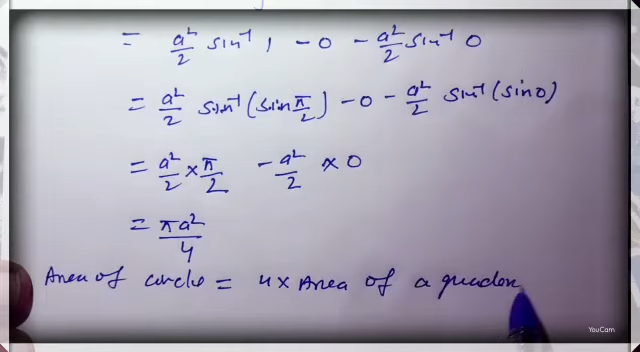 = a²/2 sin⁻¹ 1 - 0 - a²/2 sin⁻¹ 0
= a²/2 sin⁻¹(sin π/2) - 0 - a²/2 sin⁻¹(sin 0)
= a²/2 × π/2 - a²/2 × 0
= πa²/4
Area of circle = 4 × Area of a quadran
YouCam